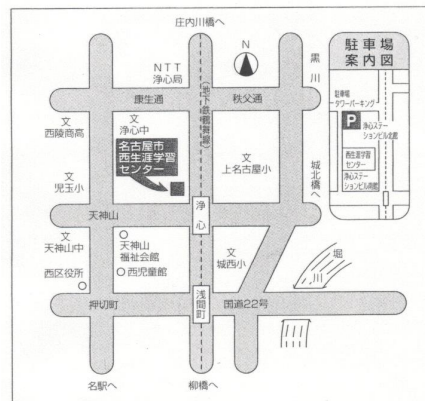 庄内川橋へ
NTT
浄心局
N
黒川
康生通
秩父通
(地下鉄鶴舞線)
文
西陵商高
文
浄心中
名古屋市
西生涯学習
センター
文
上名古屋小
城北橋へ
文
児玉小
天神山
浄心
文
天神山中
天神山
福祉会館
西児童館
文
城西小
西区役所
堀川
押切町
浅間町
国道22号
名駅へ
柳橋へ
駐車場
案内図
駐車場
タワーパーキング
P
浄心ステー
ションビル北館
西生涯学習
センター
浄心ステー
ションビル南館